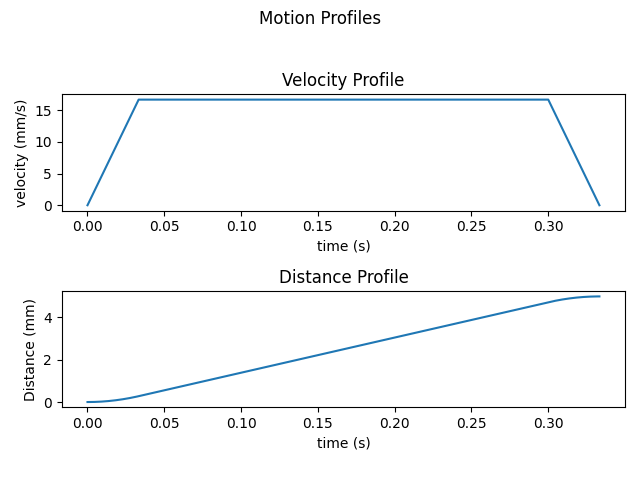 Motion Profiles
Velocity Profile
velocity (mm/s)
15
10
5
0
0.00 0.05 0.10 0.15 0.20 0.25 0.30
time (s)
Distance Profile
Distance (mm)
4
2
0
0.00 0.05 0.10 0.15 0.20 0.25 0.30
time (s)